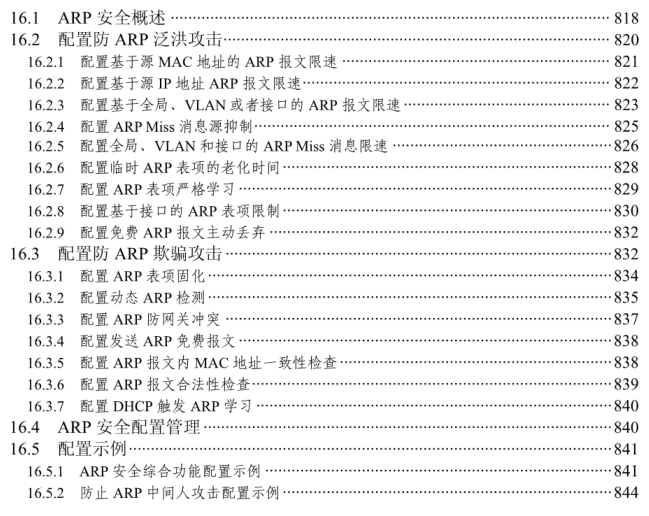 16.1 ARP 安全概述 ······ 818
16.2 配置防 ARP 泛洪攻击 ······ 820
16.2.1 配置基于源 MAC 地址的 ARP 报文限速 ······ 821
16.2.2 配置基于源 IP 地址 ARP 报文限速 ······ 822
16.2.3 配置基于全局、VLAN 或者接口的 ARP 报文限速 ······ 823
16.2.4 配置 ARP Miss 消息源抑制 ······ 825
16.2.5 配置全局、VLAN 和接口的 ARP Miss 消息限速 ······ 826
16.2.6 配置临时 ARP 表项的老化时间 ······ 828
16.2.7 配置 ARP 表项严格学习 ······ 829
16.2.8 配置基于接口的 ARP 表项限制 ······ 830
16.2.9 配置免费 ARP 报文主动丢弃 ······ 832
16.3 配置防 ARP 欺骗攻击 ······ 832
16.3.1 配置 ARP 表项固化 ······ 834
16.3.2 配置动态 ARP 检测 ······ 835
16.3.3 配置 ARP 防网关冲突 ······ 837
16.3.4 配置发送 ARP 免费报文 ······ 838
16.3.5 配置 ARP 报文内 MAC 地址一致性检查 ······ 838
16.3.6 配置 ARP 报文合法性检查 ······ 839
16.3.7 配置 DHCP 触发 ARP 学习 ······ 840
16.4 ARP 安全配置管理 ······ 840
16.5 配置示例 ······ 841
16.5.1 ARP 安全综合功能配置示例 ······ 841
16.5.2 防止 ARP 中间人攻击配置示例 ······ 844